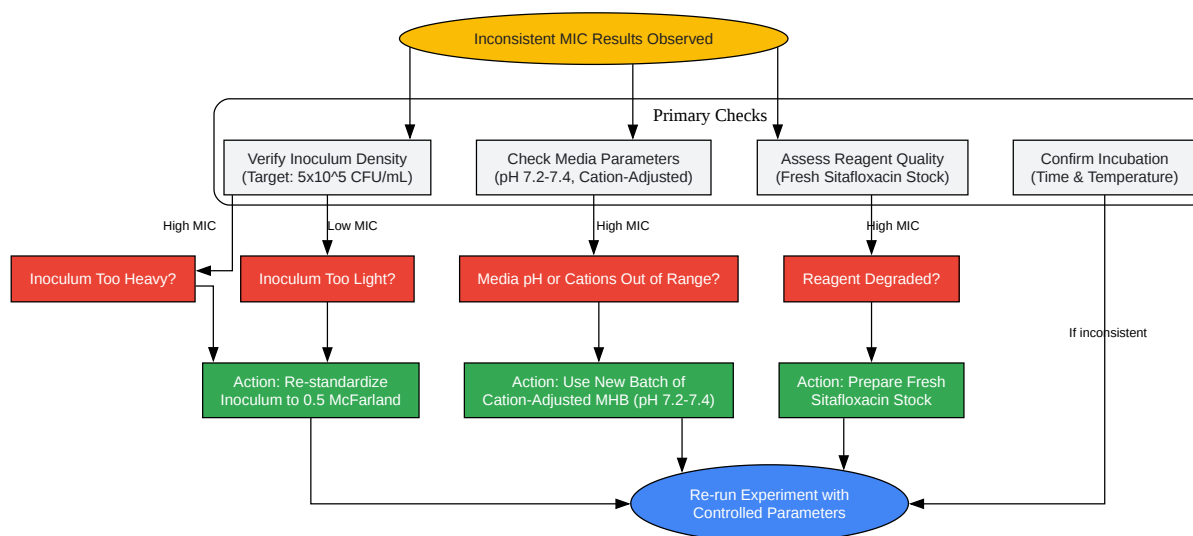 Inconsistent MIC Results Observed
Primary Checks
Verify Inoculum Density
(Target: 5x10^5 CFU/mL)
Check Media Parameters
(pH 7.2-7.4, Cation-Adjusted)
Assess Reagent Quality
(Fresh Sitafloxacin Stock)
Confirm Incubation
(Time & Temperature)
High MIC
Low MIC
High MIC
High MIC
Inoculum Too Heavy?
Inoculum Too Light?
Media pH or Cations Out of Range?
Reagent Degraded?
If inconsistent
Action: Re-standardize
Inoculum to 0.5 McFarland
Action: Use New Batch of
Cation-Adjusted MHB (pH 7.2-7.4)
Action: Prepare Fresh
Sitafloxacin Stock
Re-run Experiment with
Controlled Parameters